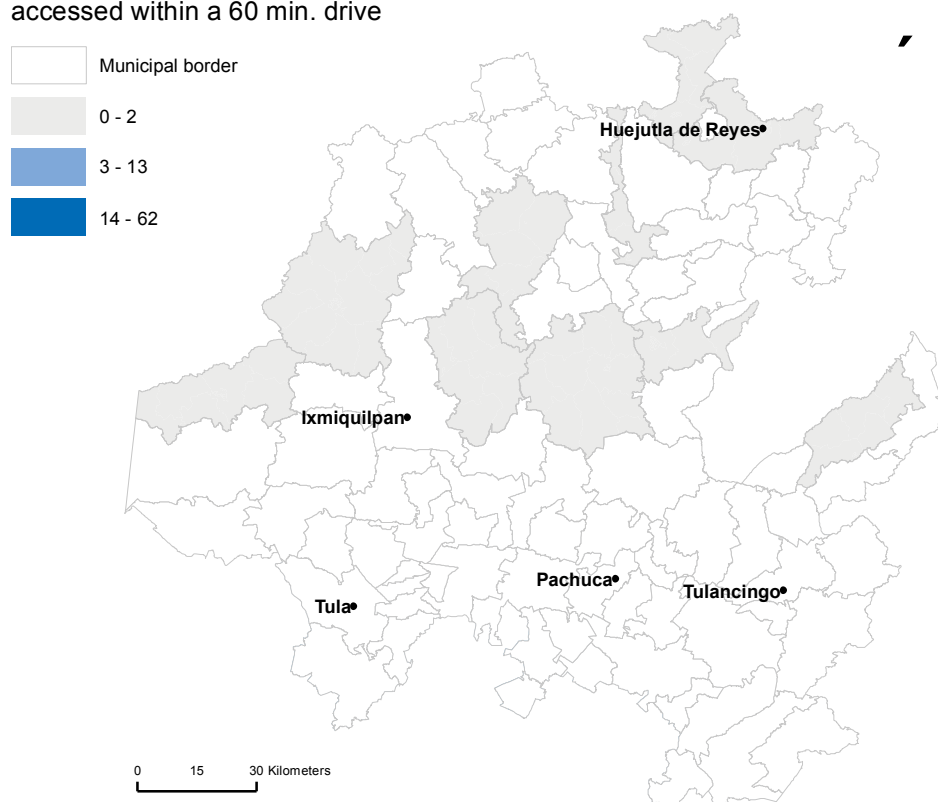 accessed within a 60 min. drive
Municipal border
0 - 2
3 - 13
14 - 62
Huejutla de Reyes
Ixmiquilpan
Pachuca
Tulancingo
Tula
0 15 30 Kilometers